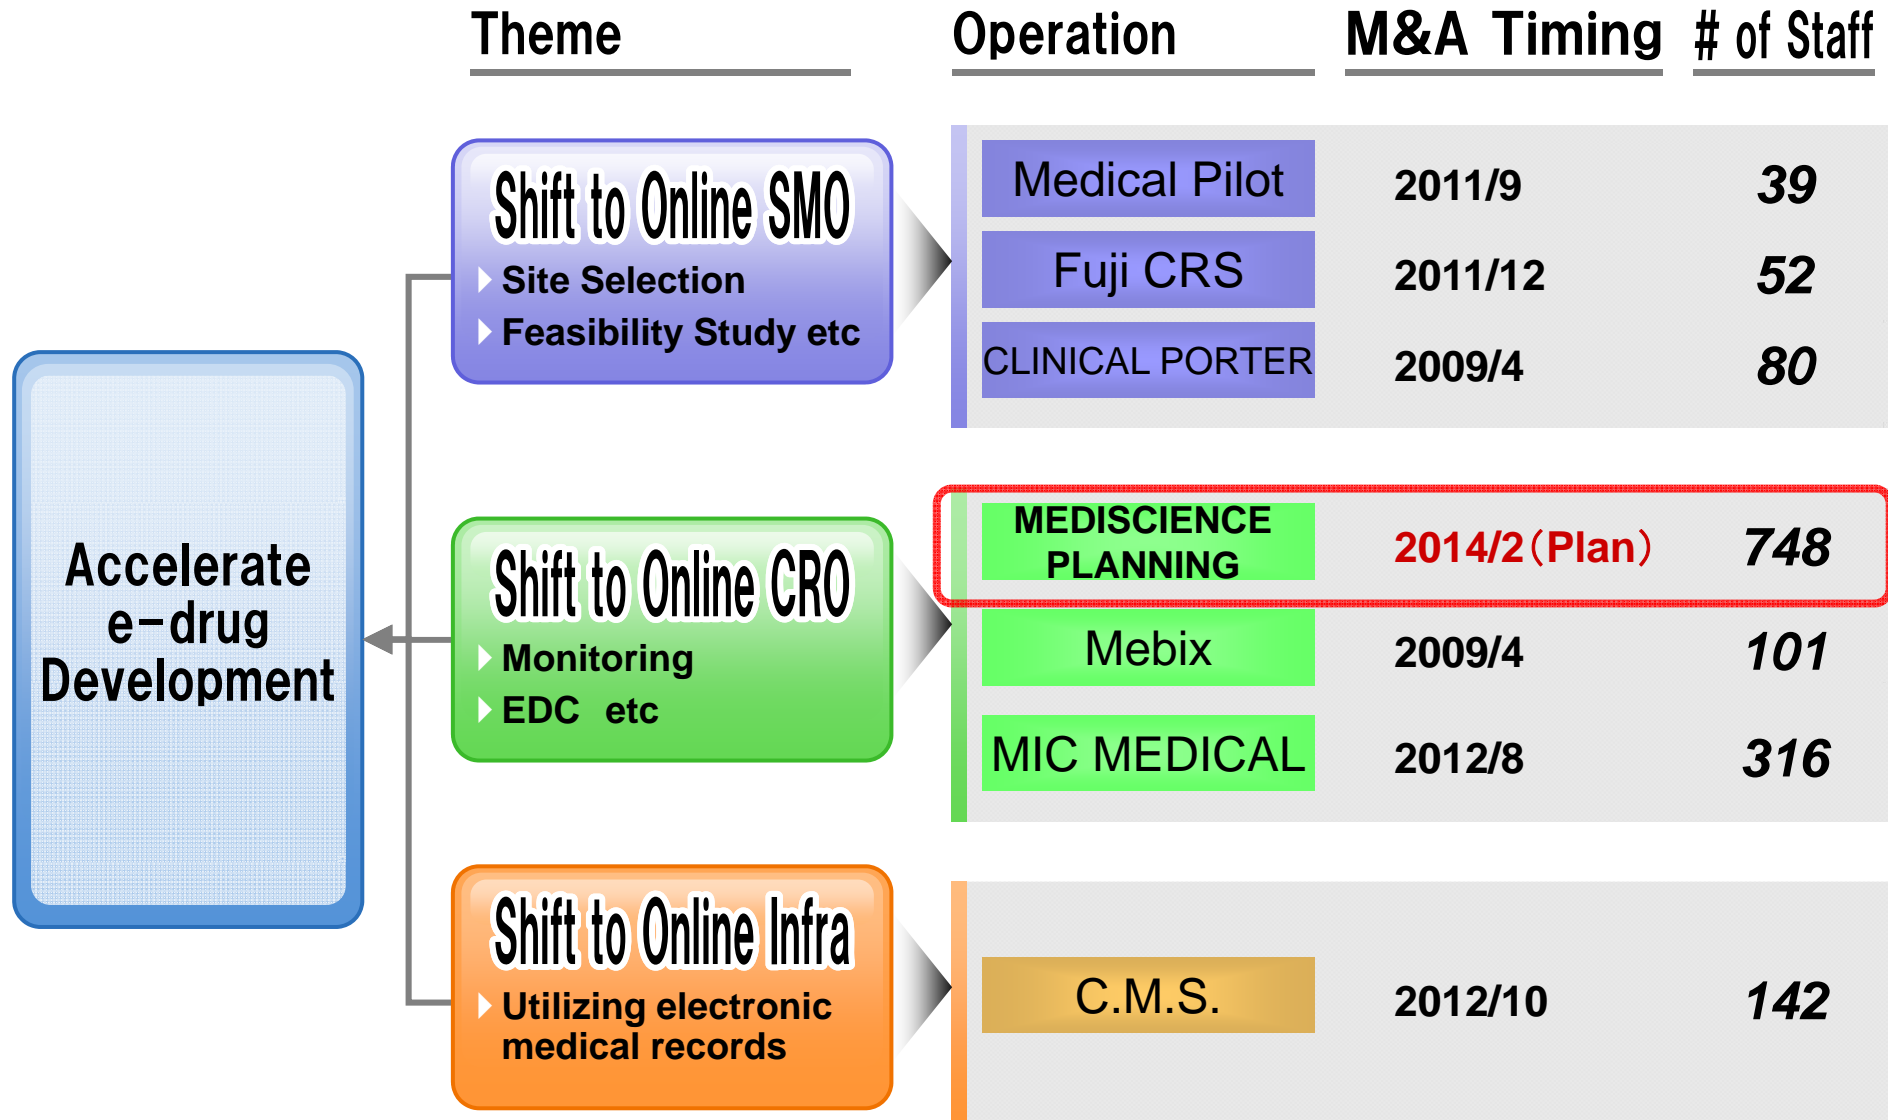 Theme
Operation
M&A Timing
# of Staff
Accelerate
e-drug
Development
Shift to Online SMO
Site Selection
Feasibility Study etc
Medical Pilot 2011/9 39
Fuji CRS 2011/12 52
CLINICAL PORTER 2009/4 80
Shift to Online CRO
Monitoring
EDC etc
MEDISCIENCE
PLANNING
2014/2(Plan) 748
Mebix 2009/4 101
MIC MEDICAL 2012/8 316
Shift to Online Infra
Utilizing electronic
medical records
C.M.S. 2012/10 142